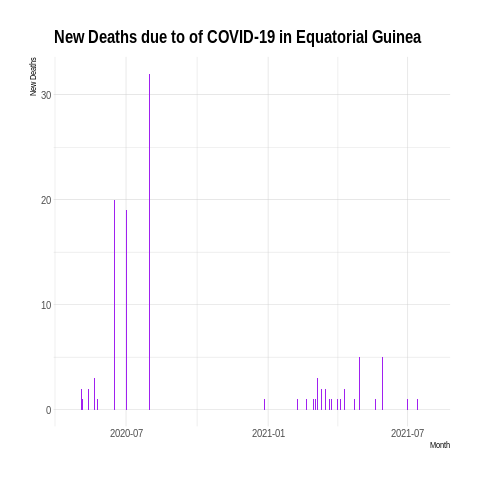 New Deaths due to of COVID-19 in Equatorial Guinea
New Deaths
30
20
10
0
2020-07
2021-01
2021-07
Month